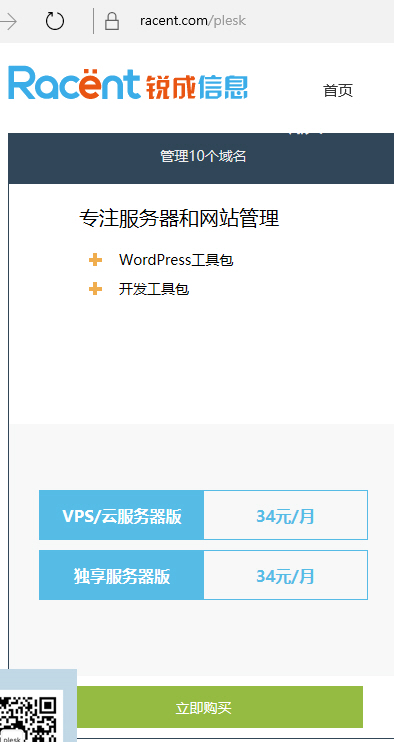 racent.com/plesk
Racent 锐成信息
首页
管理10个域名
专注服务器和网站管理
WordPress工具包
开发工具包
VPS/云服务器版 34元/月
独享服务器版 34元/月
立即购买
plesk